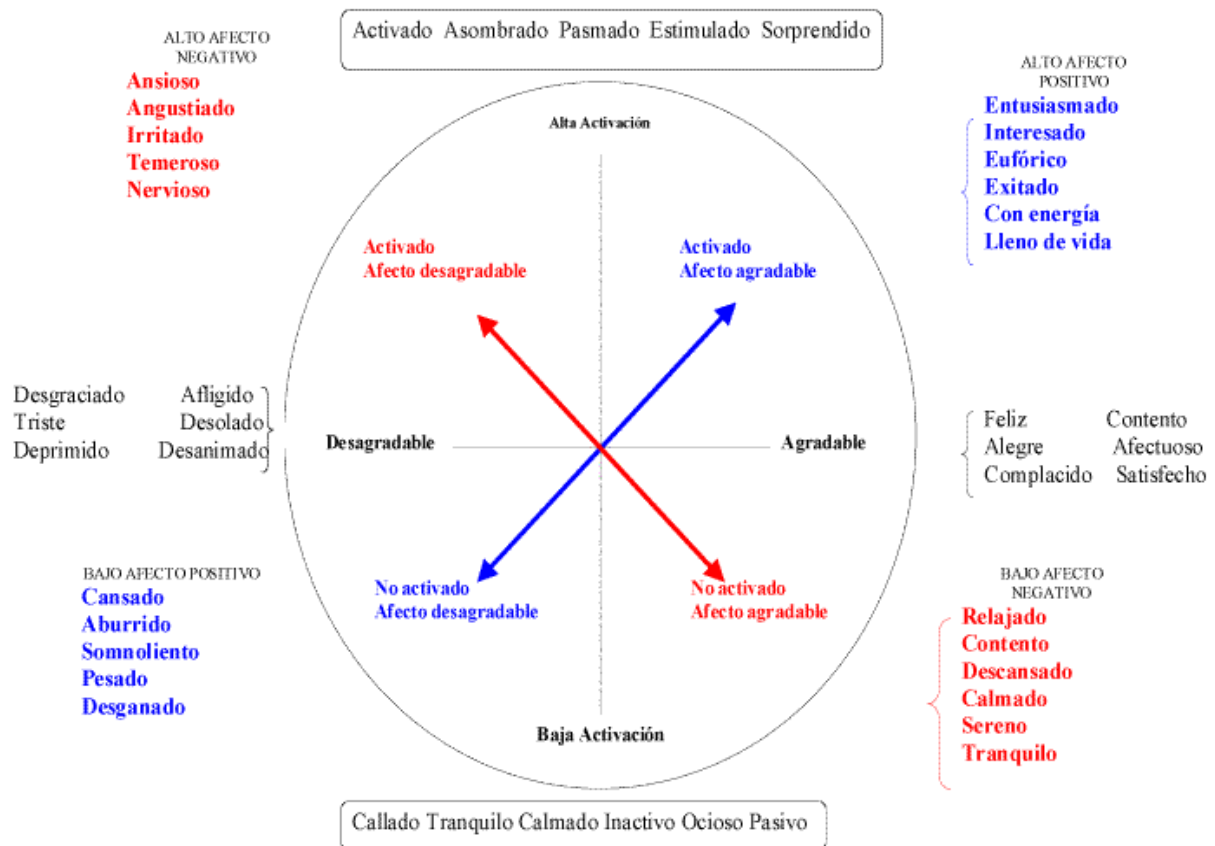 Activado Asombrado Pasmado Estimulado Sorprendido
ALTO AFECTO
NEGATIVO
Ansioso
Angustiado
Irritado
Temeroso
Nervioso
ALTO AFECTO
POSITIVO
Entusiasmado
Interesado
Eufórico
Exitado
Con energía
Lleno de vida
Alta Activación
Activado
Afecto desagradable
Activado
Afecto agradable
Desgraciado Afligido
Triste Desolado
Deprimido Desanimado
Desagradable
Agradable
Feliz Contento
Alegre Afectuoso
Complacido Satisfecho
BAJO AFECTO POSITIVO
Cansado
Aburrido
Somnoliento
Pesado
Desganado
No activado
Afecto desagradable
No activado
Afecto agradable
BAJO AFECTO
NEGATIVO
Relajado
Contento
Descansado
Calmado
Sereno
Tranquilo
Baja Activación
Callado Tranquilo Calmado Inactivo Ocioso Pasivo